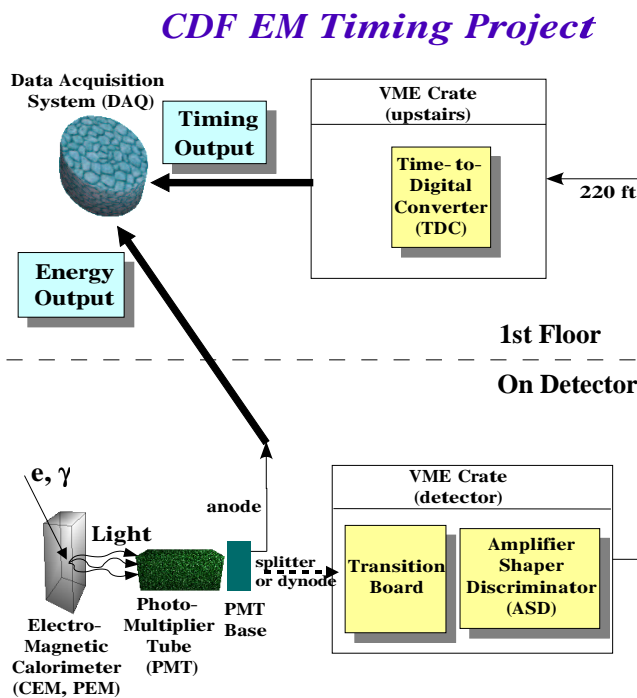 CDF EM Timing Project
Data Acquisition
System (DAQ)
Timing
Output
VME Crate
(upstairs)
Time- to-
Digital
Converter
(TDC)
220 ft
Energy
Output
1st Floor
On Detector
e, γ
Light
anode
splitter
or dynode
VME Crate
(detector)
Transition
Board
Amplifier
Shaper
Discriminator
(ASD)
Electro-
Magnetic
Calorimeter
(CEM, PEM)
Photo-
Multiplier
Tube
(PMT)
PMT
Base